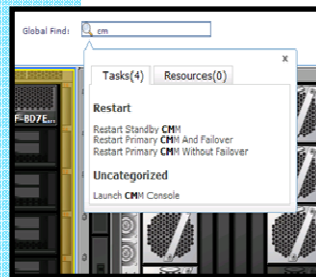 Global Find:
cm
x
Tasks(4)
Resources(0)
Restart
Restart Standby CMM
Restart Primary CMM And Failover
Restart Primary CMM Without Failover
Uncategorized
Launch CMM Console
F-BD7E...